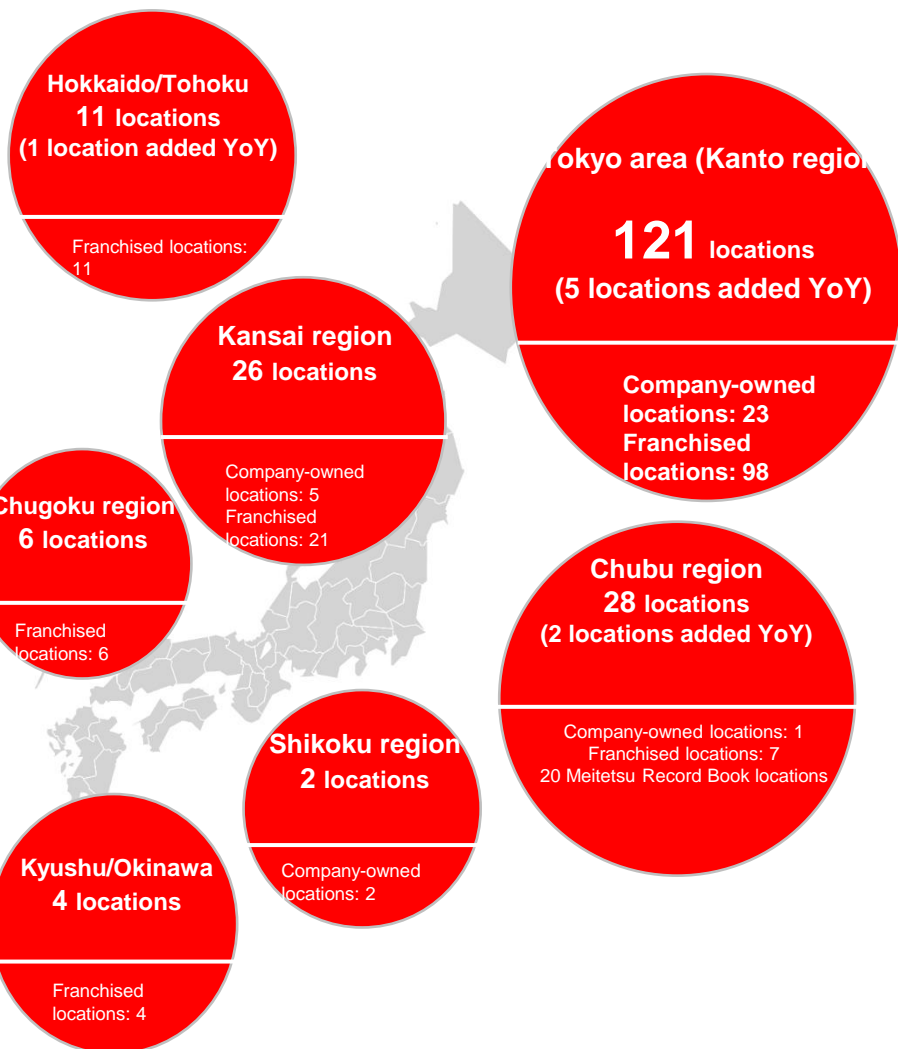 Hokkaido/Tohoku
11 locations
(1 location added YoY)
Franchised locations:
11
Tokyo area (Kanto region
121 locations
(5 locations added YoY)
Company-owned
locations: 23
Franchised
locations: 98
Kansai region
26 locations
Company-owned
locations: 5
Franchised
locations: 21
Chugoku region
6 locations
Franchised
locations: 6
Chubu region
28 locations
(2 locations added YoY)
Company-owned locations: 1
Franchised locations: 7
20 Meitetsu Record Book locations
Shikoku region
2 locations
Company-owned
locations: 2
Kyushu/Okinawa
4 locations
Franchised
locations: 4